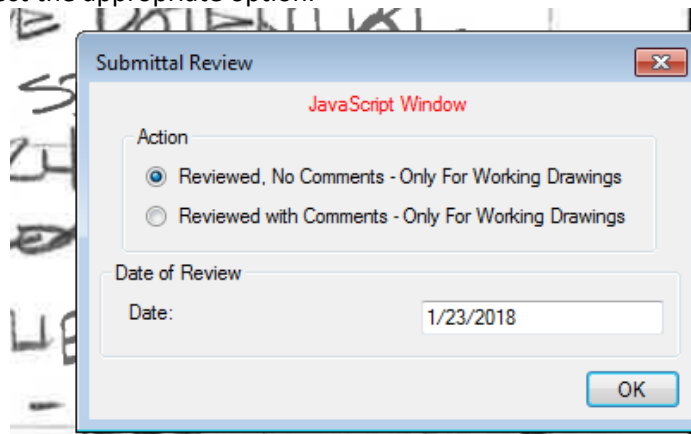 Submittal Review
JavaScript Window
Action
Reviewed, No Comments - Only For Working Drawings
Reviewed with Comments - Only For Working Drawings
Date of Review
Date:
1/23/2018
OK